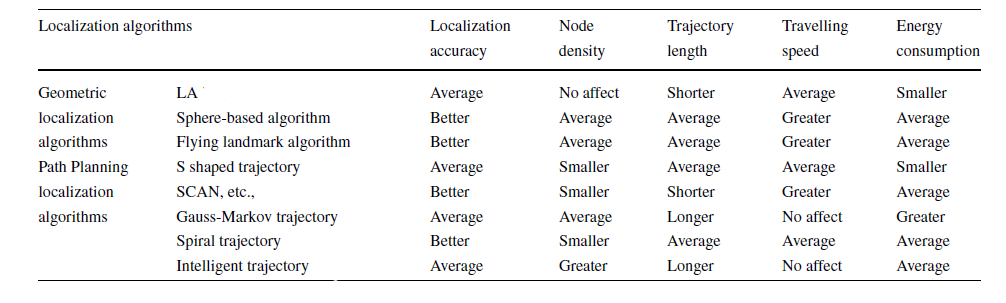 Localization algorithms Localization Node Trajectory Travelling Energy
accuracy density length speed consumption
Geometric LA Average No affect Shorter Average Smaller
localization Sphere-based algorithm Better Average Average Greater Average
algorithms Flying landmark algorithm Better Average Average Greater Average
Path Planning S shaped trajectory Average Smaller Average Average Smaller
localization SCAN, etc., Better Smaller Shorter Greater Average
algorithms Gauss-Markov trajectory Average Average Longer No affect Greater
Spiral trajectory Better Smaller Average Average Average
Intelligent trajectory Average Greater Longer No affect Average